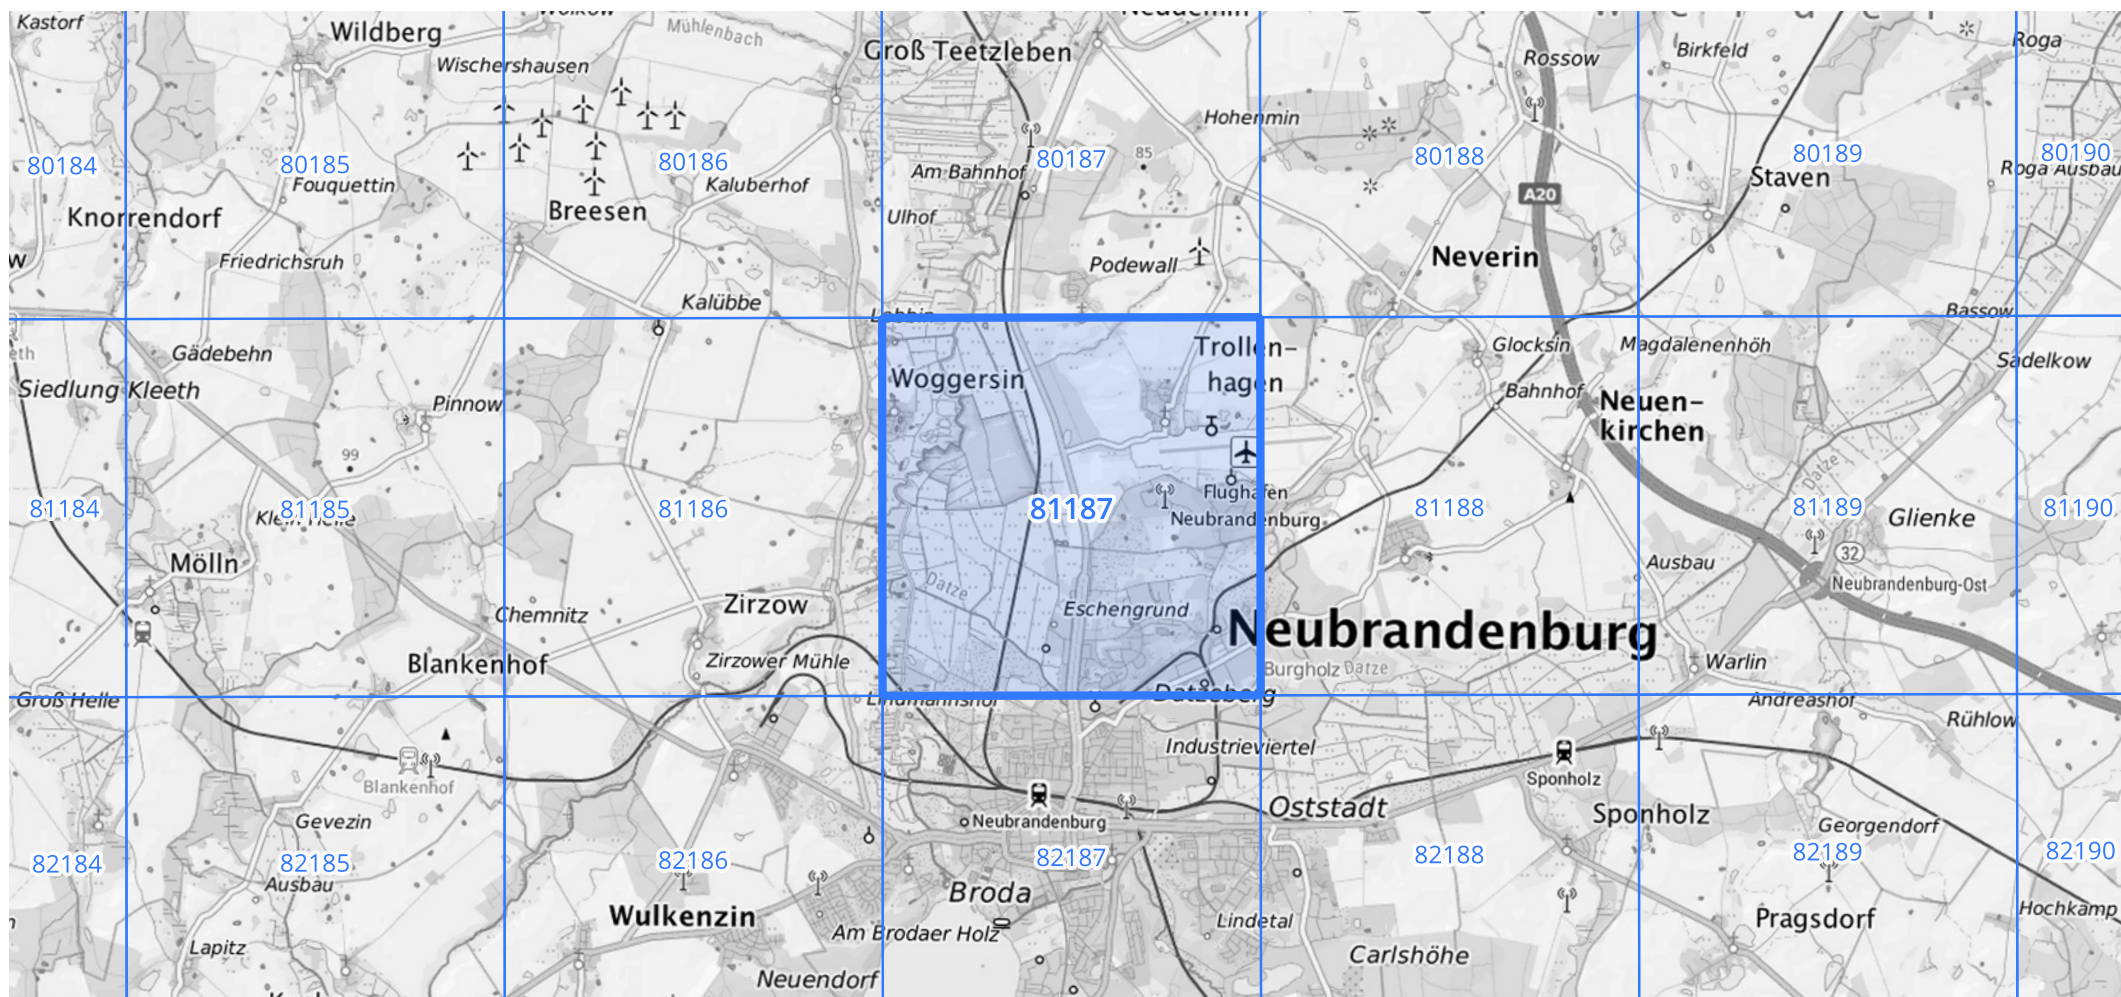 Kastorf
Wildberg
Mühlenbach
Groß Teetzleben
Rossow
Birkfeld
Roga
Wischershausen
Hohenmin
80184
80185
80186
80187
85
80188
80189
80190
Fouquettin
Kaluberhof
Am Bahnhof
A20
Staven
Roga Ausbau
Knorrendorf
Breesen
Ulhof
Neverin
Friedrichsruh
Podewall
Kalübbe
Bassow
Gädebehn
Woggersin
Trollen-
hagen
Glocksin
Magdalenenhöh
Sadelkow
Siedlung Kleeth
Pinnow
Bahnhof
Neuen-
kirchen
99
Datze
81184
81185
81186
81187
81188
81189
81190
Klein Helle
Flughafen
Neubrandenburg
Glienke
Mölln
Ausbau
32
Neubrandenburg-Ost
Chemnitz
Zirzow
Datze
Eschengrund
Neubrandenburg
Blankenhof
Zirzower Mühle
Burgholz
Datze
Warlin
Groß Helle
Lindmannshof
Datzeberg
Andreashof
Rühlow
Industrieviertel
Blankenhof
Sponholz
Gevezin
Neubrandenburg
Oststadt
Sponholz
Georgendorf
82184
82185
82186
82187
82188
82189
82190
Ausbau
Broda
Wulkenzin
Lindetal
Pragsdorf
Hochkamp
Lapitz
Am Brodaer Holz
Carlshöhe
Neuendorf